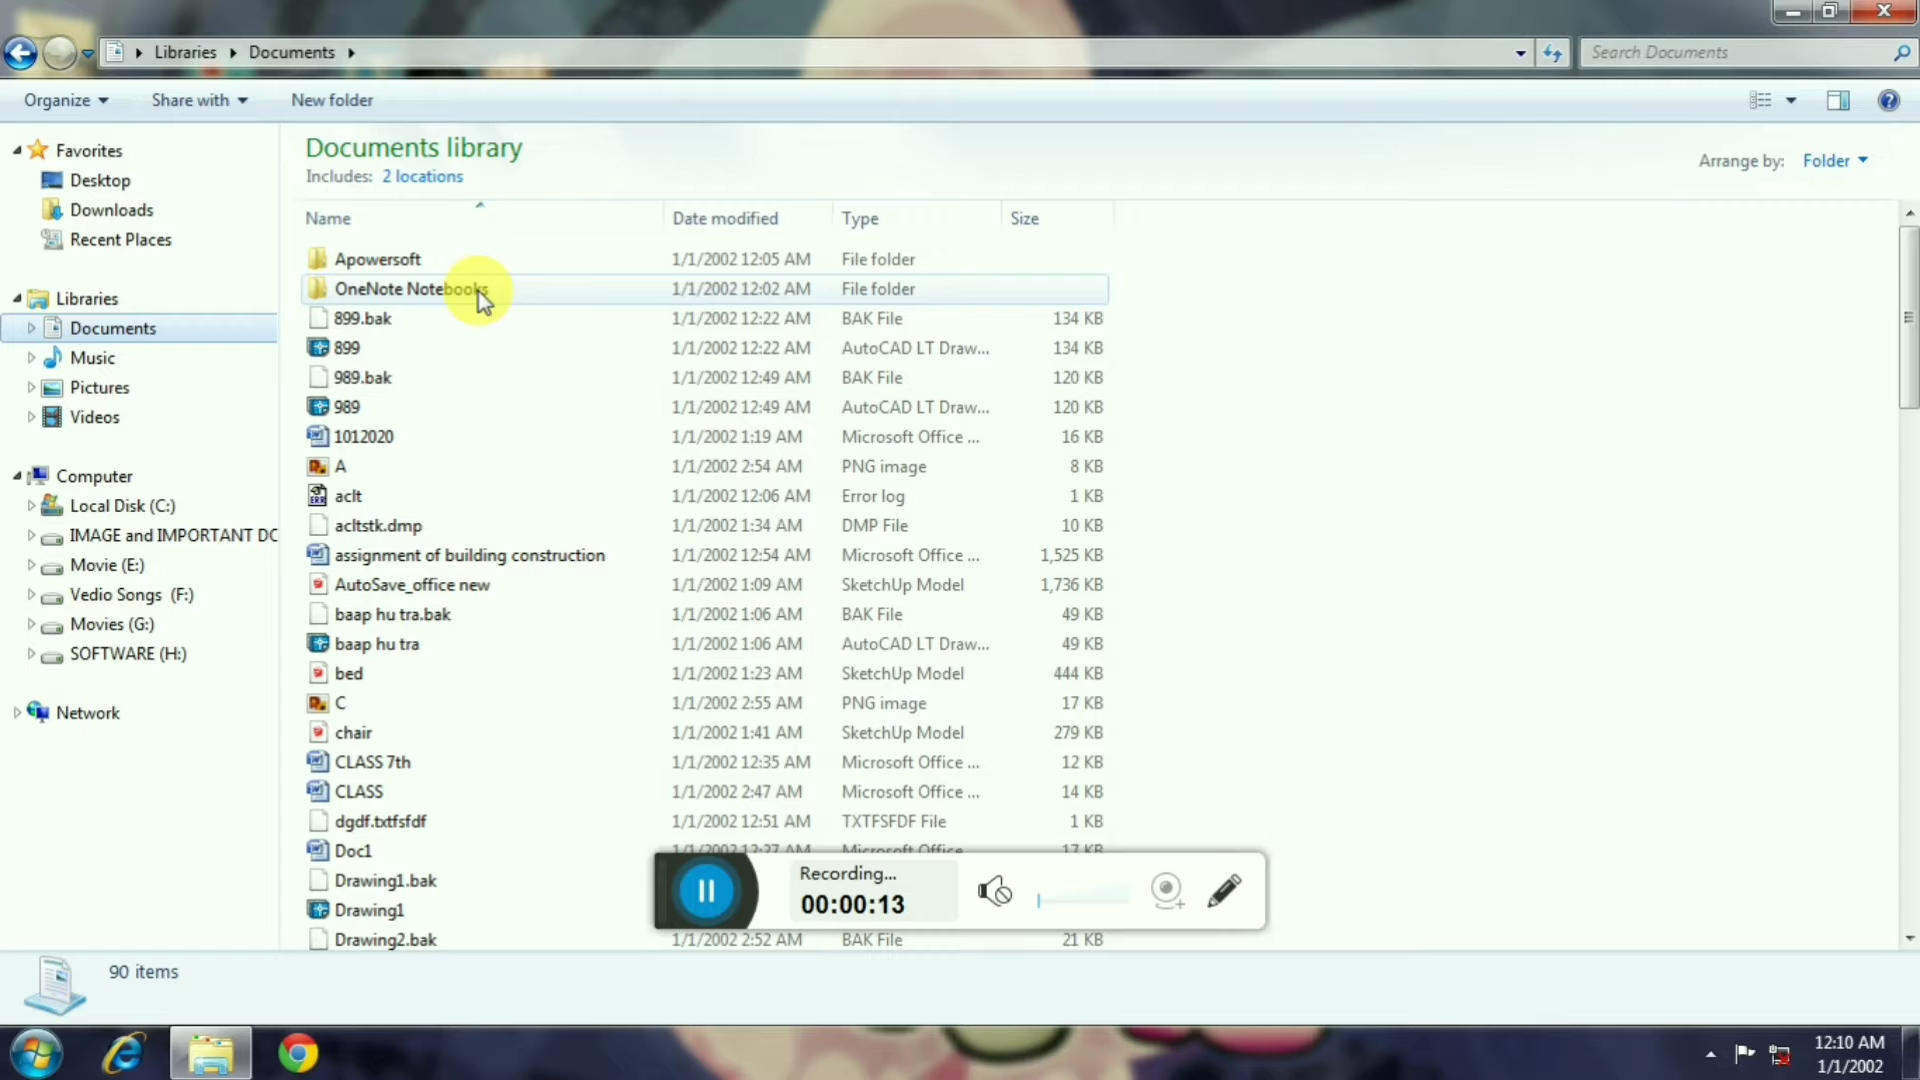 Libraries Documents
Search Documents
Organize Share with New folder
Documents library
Includes: 2 locations
Arrange by: Folder
Favorites
Desktop
Downloads
Recent Places
Libraries
Documents
Music
Pictures
Videos
Computer
Local Disk (C:)
IMAGE and IMPORTANT DC
Movie (E:)
Vedio Songs (F:)
Movies (G:)
SOFTWARE (H:)
Network
Name Date modified Type Size
Apowersoft 1/1/2002 12:05 AM File folder
OneNote Notebooks 1/1/2002 12:02 AM File folder
899.bak 1/1/2002 12:22 AM BAK File 134 KB
899 1/1/2002 12:22 AM AutoCAD LT Draw... 134 KB
989.bak 1/1/2002 12:49 AM BAK File 120 KB
989 1/1/2002 12:49 AM AutoCAD LT Draw... 120 KB
1012020 1/1/2002 1:19 AM Microsoft Office ... 16 KB
A 1/1/2002 2:54 AM PNG image 8 KB
aclt 1/1/2002 12:06 AM Error log 1 KB
acltstk.dmp 1/1/2002 1:34 AM DMP File 10 KB
assignment of building construction 1/1/2002 12:54 AM Microsoft Office ... 1,525 KB
AutoSave_office new 1/1/2002 1:09 AM SketchUp Model 1,736 KB
baap hu tra.bak 1/1/2002 1:06 AM BAK File 49 KB
baap hu tra 1/1/2002 1:06 AM AutoCAD LT Draw... 49 KB
bed 1/1/2002 1:23 AM SketchUp Model 444 KB
C 1/1/2002 2:55 AM PNG image 17 KB
chair 1/1/2002 1:41 AM SketchUp Model 279 KB
CLASS 7th 1/1/2002 12:35 AM Microsoft Office ... 12 KB
CLASS 1/1/2002 2:47 AM Microsoft Office ... 14 KB
dgdf.txtfsfdf 1/1/2002 12:51 AM TXTFSFDF File 1 KB
Doc1 1/1/2002 12:27 AM Microsoft Office 17 KB
Drawing1.bak
Drawing1
Drawing2.bak 1/1/2002 2:52 AM BAK File 21 KB
Recording...
00:00:13
90 items
12:10 AM
1/1/2002